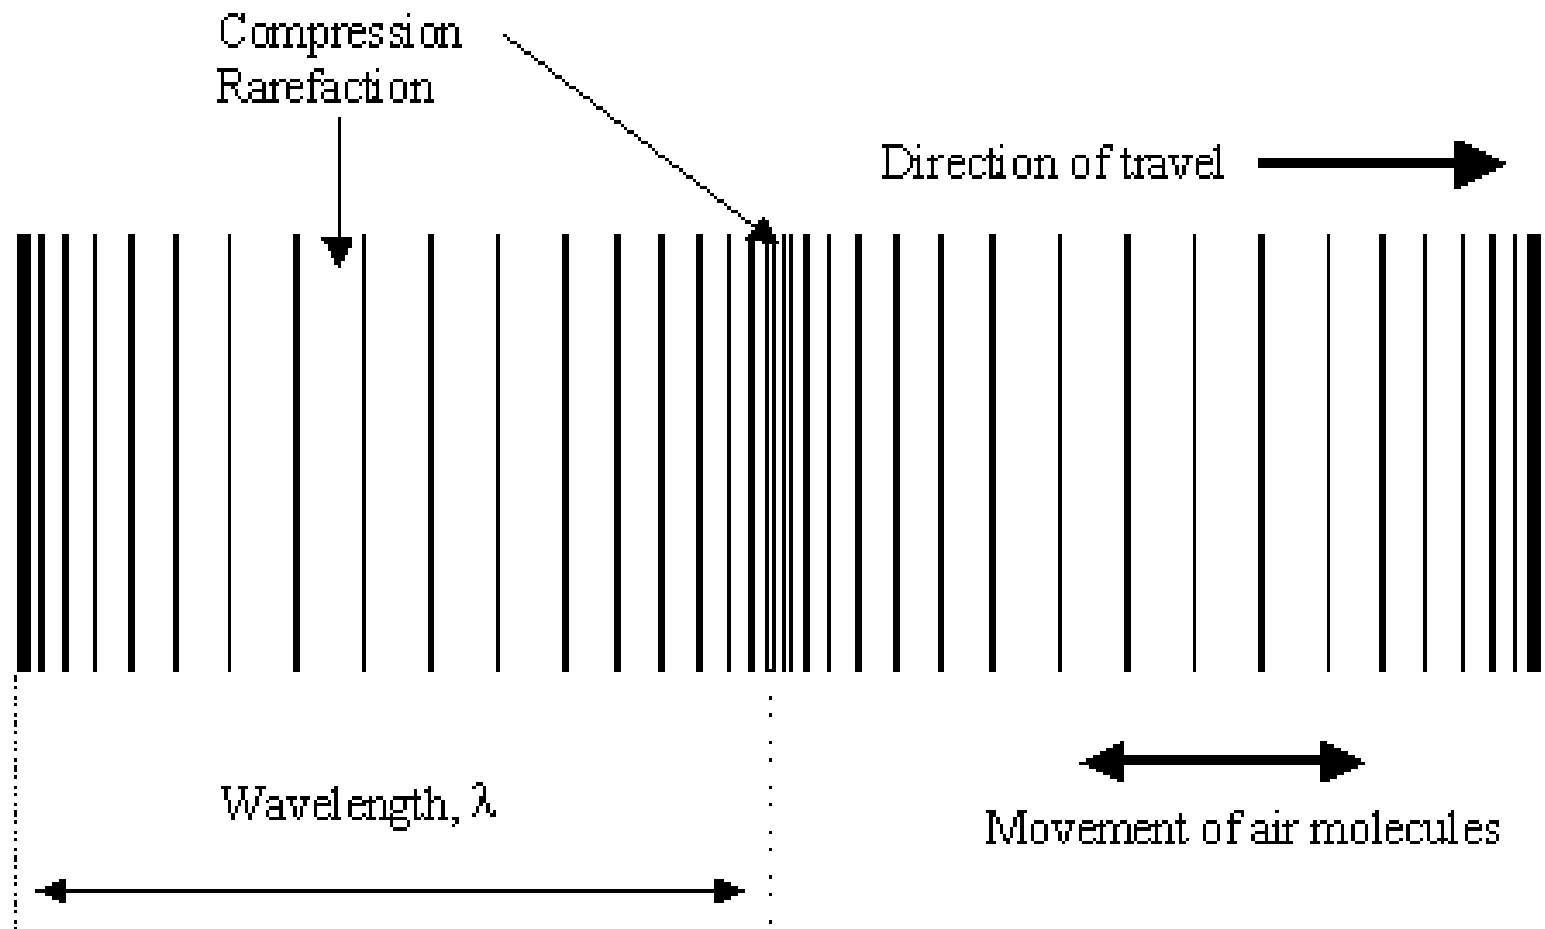 Compression
Rarefaction
Direction of travel
Wavelength, λ
Movement of air molecules